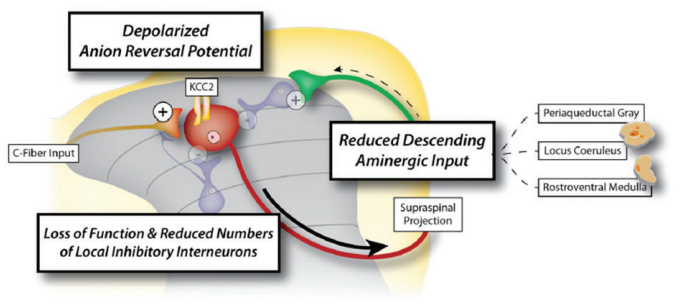 Depolarized
Anion Reversal Potential
KCC2
+
+
C-Fiber Input
Reduced Descending
Aminergic Input
Periaqueductal Gray
Locus Coeruleus
Rostroventral Medulla
Supraspinal
Projection
Loss of Function & Reduced Numbers
of Local Inhibitory Interneurons